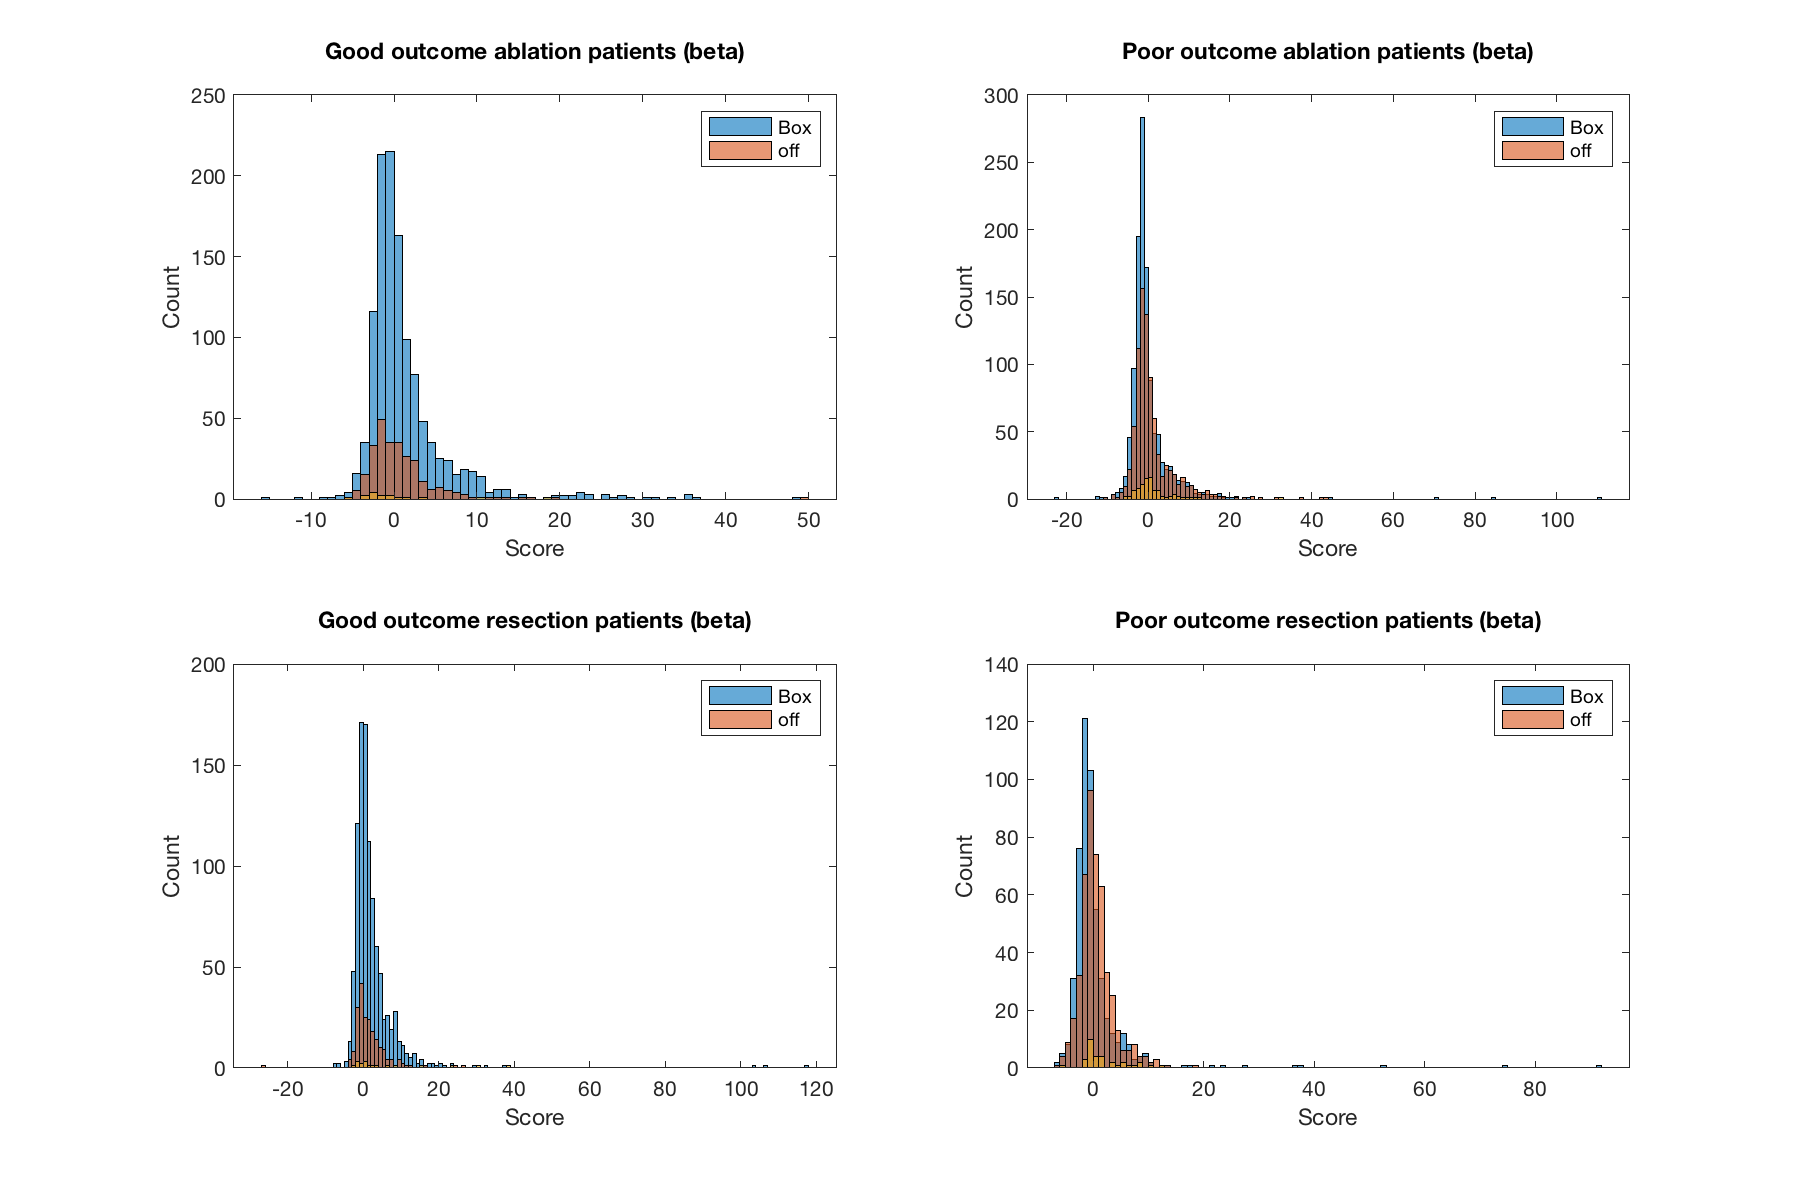 Good outcome ablation patients (beta)
250
200
150
100
50
0
-10 0 10 20 30 40 50
Count
Score
Box
off
Poor outcome ablation patients (beta)
300
250
200
150
100
50
0
-20 0 20 40 60 80 100
Count
Score
Box
off
Good outcome resection patients (beta)
200
150
100
50
0
-20 0 20 40 60 80 100 120
Count
Score
Box
off
Poor outcome resection patients (beta)
140
120
100
80
60
40
20
0
0 20 40 60 80
Count
Score
Box
off